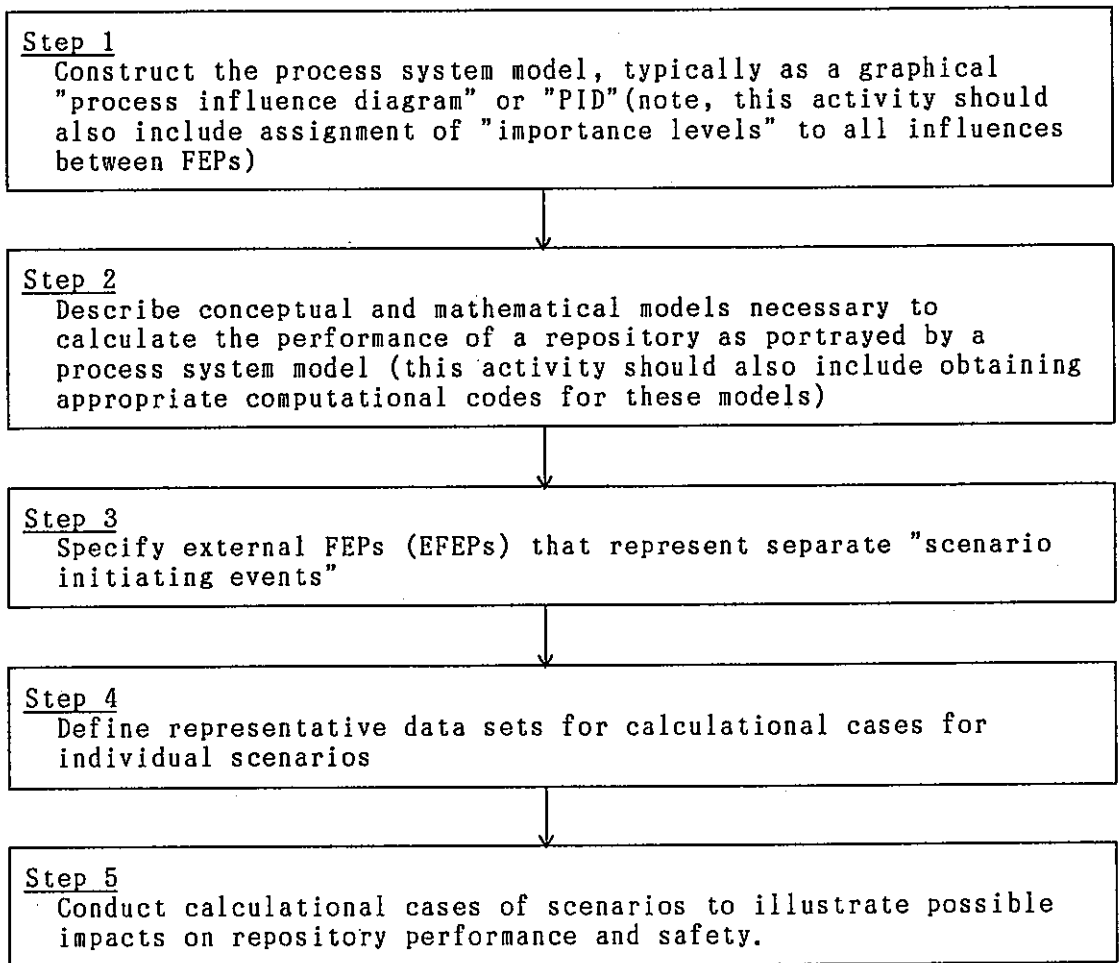 Step 1
Construct the process system model, typically as a graphical
"process influence diagram" or "PID"(note, this activity should
also include assignment of "importance levels" to all influences
between FEPs)
Step 2
Describe conceptual and mathematical models necessary to
calculate the performance of a repository as portrayed by a
process system model (this activity should also include obtaining
appropriate computational codes for these models)
Step 3
Specify external FEPs (EFEPs) that represent separate "scenario
initiating events"
Step 4
Define representative data sets for calculational cases for
individual scenarios
Step 5
Conduct calculational cases of scenarios to illustrate possible
impacts on repository performance and safety.